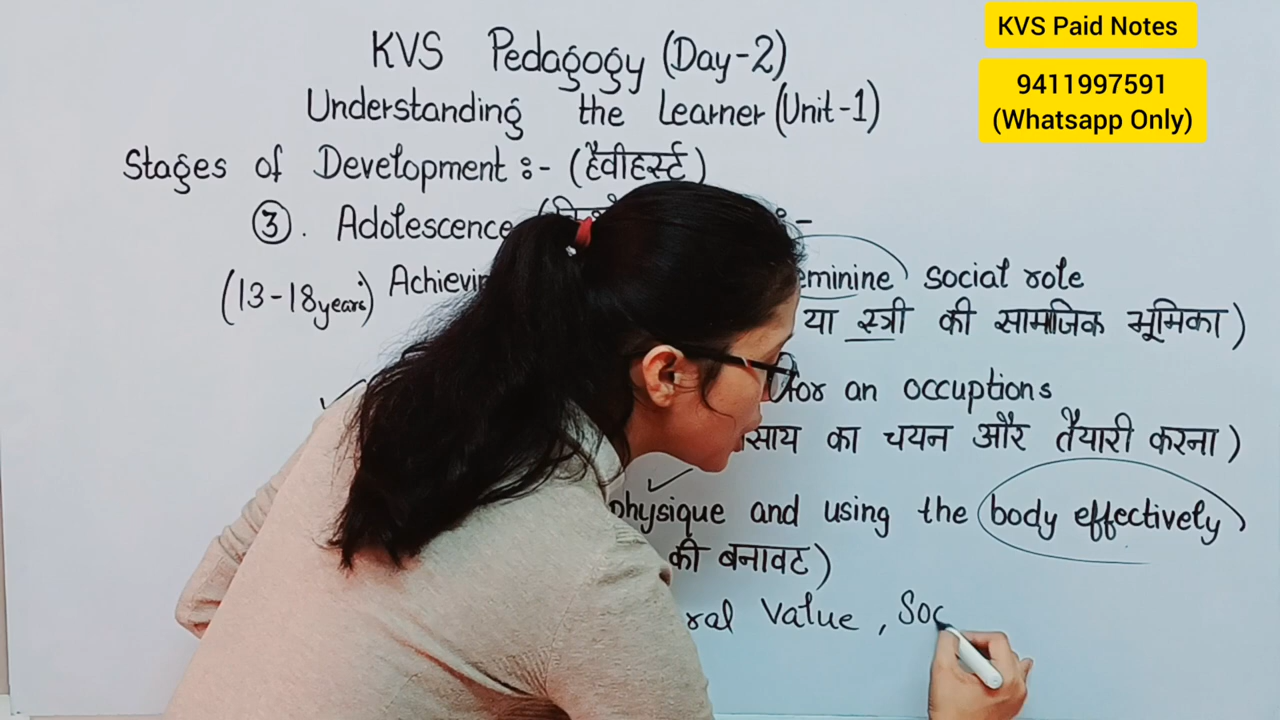 KVS Paid Notes
9411997591
(Whatsapp Only)
KVS Pedagogy (Day-2)
Understanding the Learner (Unit-1)
Stages of Development :- (हैवीहर्स्ट)
③. Adolescence :-
(13-18 years) eminine social role
या स्त्री की सामाजिक भूमिका)
for an occuptions
साय का चयन और तैयारी करना)
physique and using the body effectively
की बनावट)
ral Value, Soc